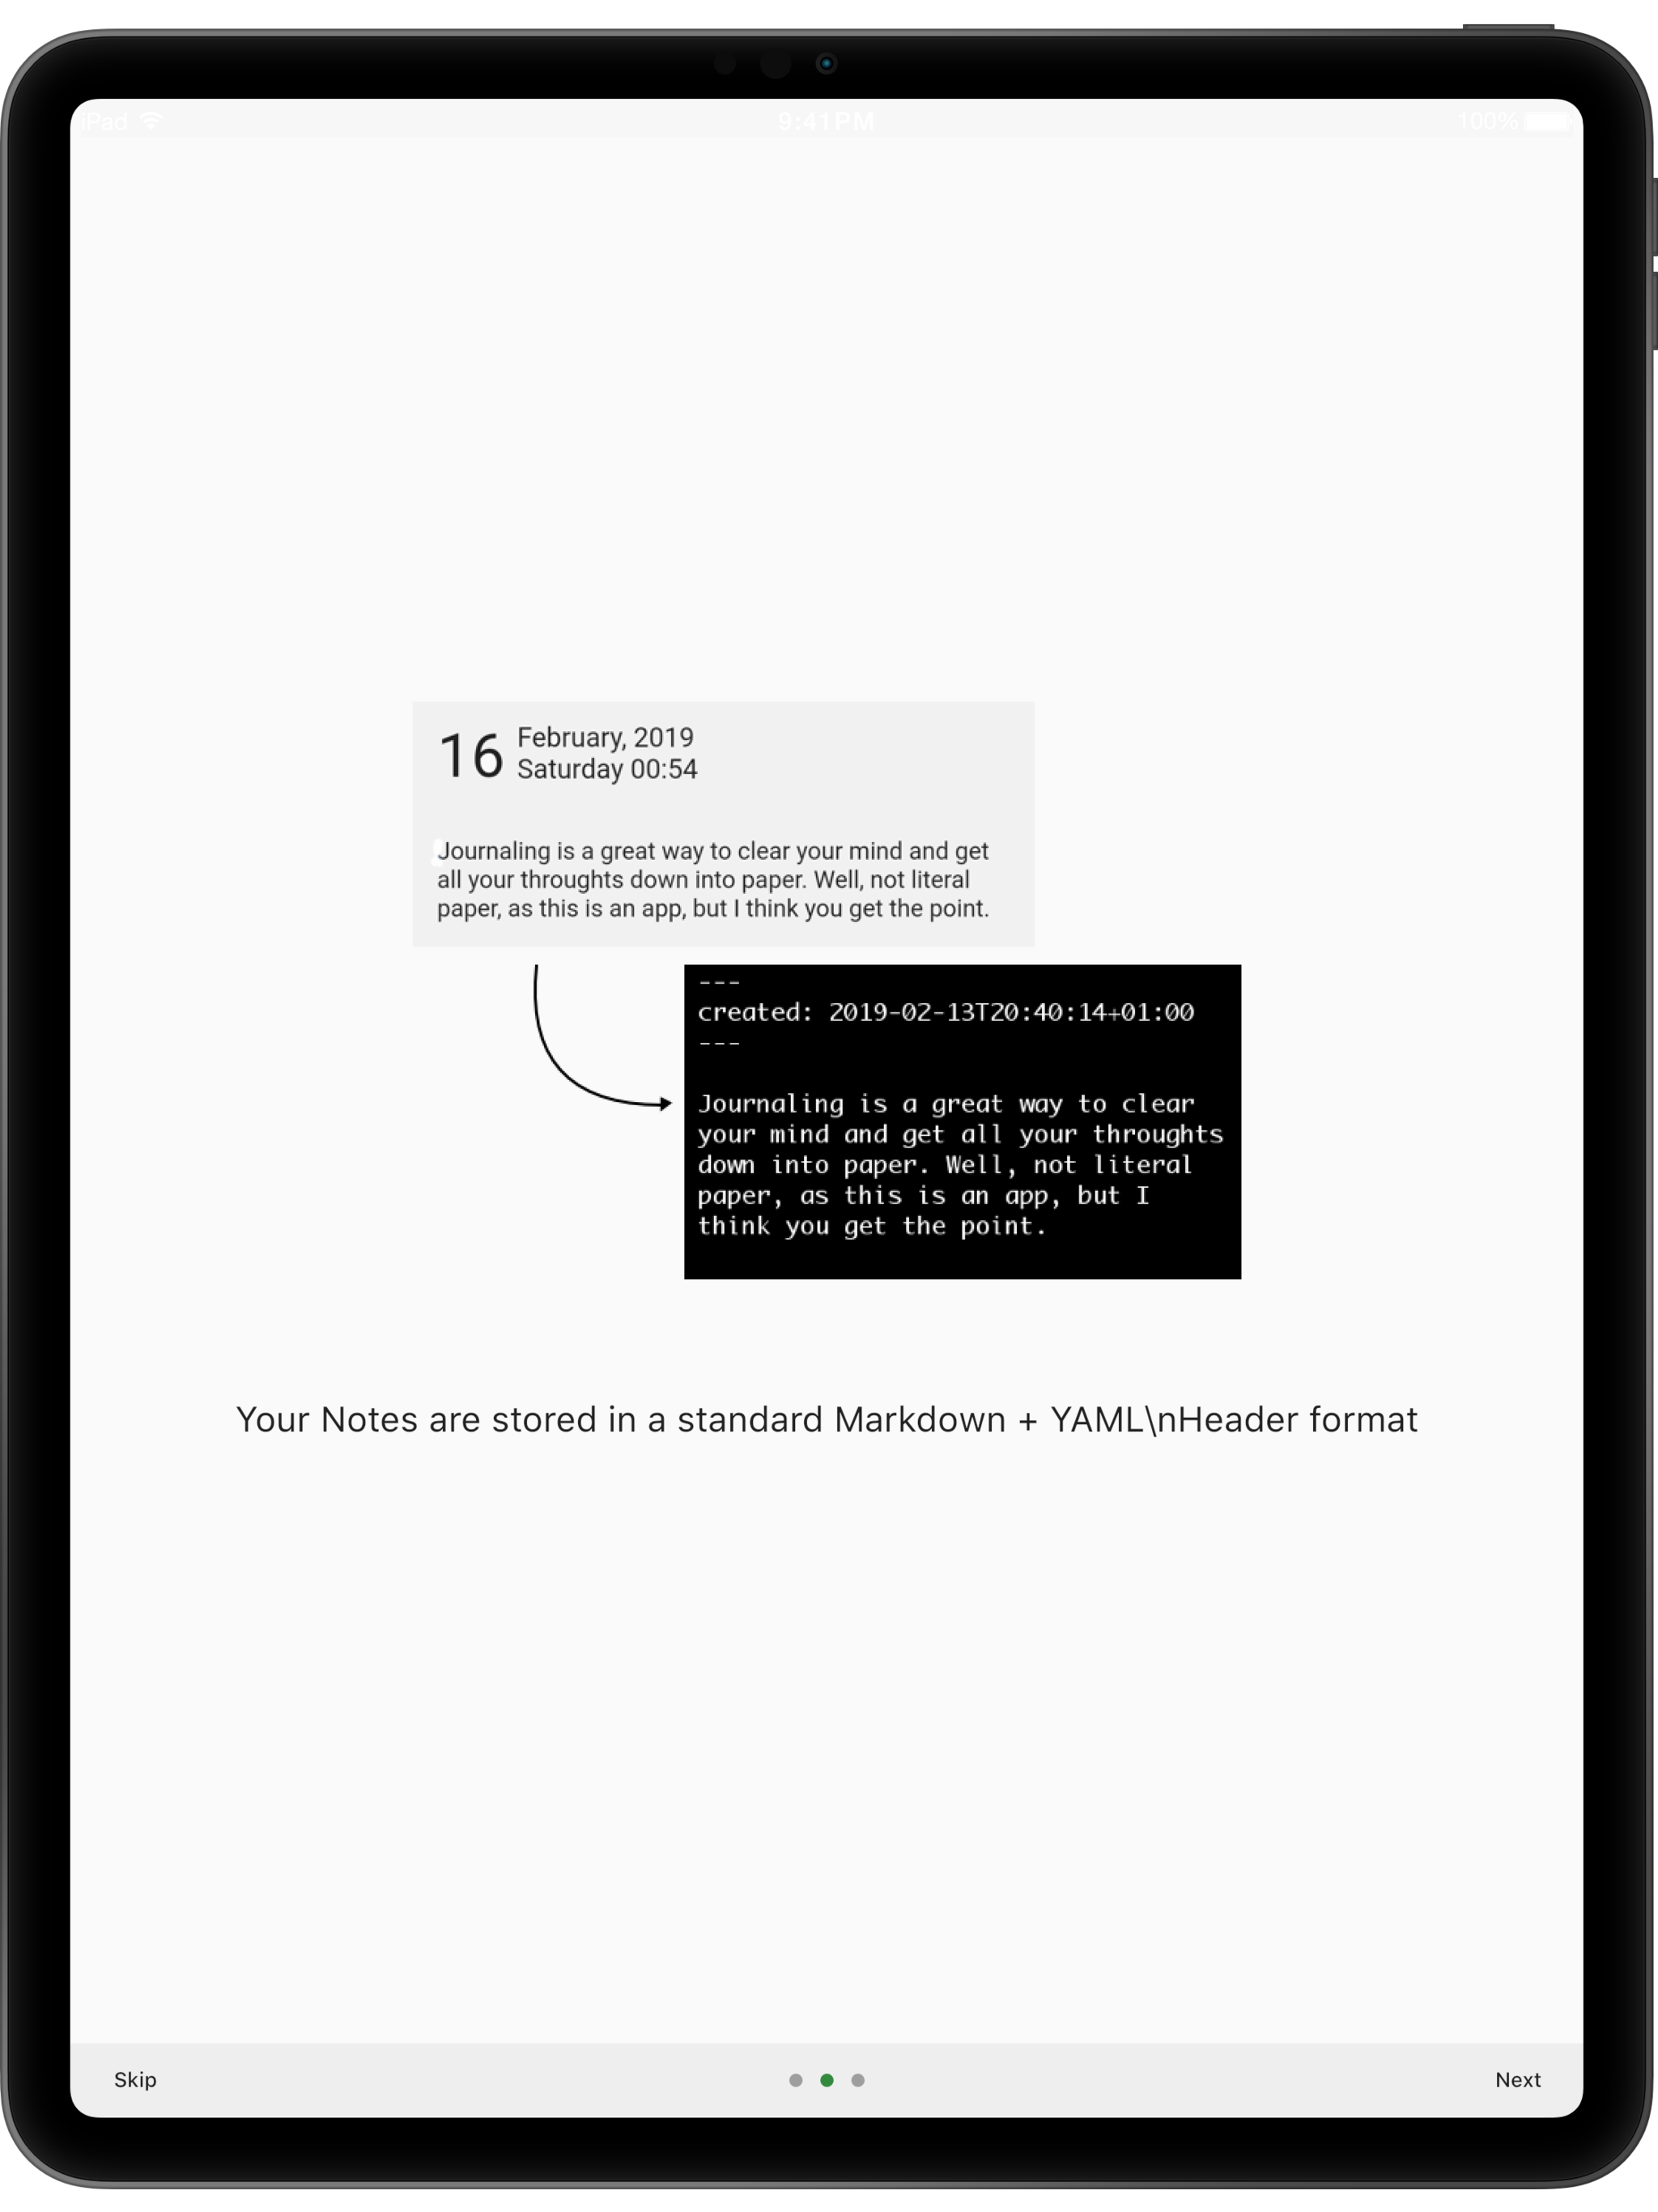 iPad 9:41 PM 100%
16 February, 2019
Saturday 00:54
Journaling is a great way to clear your mind and get
all your throughts down into paper. Well, not literal
paper, as this is an app, but I think you get the point.
---
created: 2019-02-13T20:40:14+01:00
---
Journaling is a great way to clear
your mind and get all your throughts
down into paper. Well, not literal
paper, as this is an app, but I
think you get the point.
Your Notes are stored in a standard Markdown + YAML\nHeader format
Skip Next